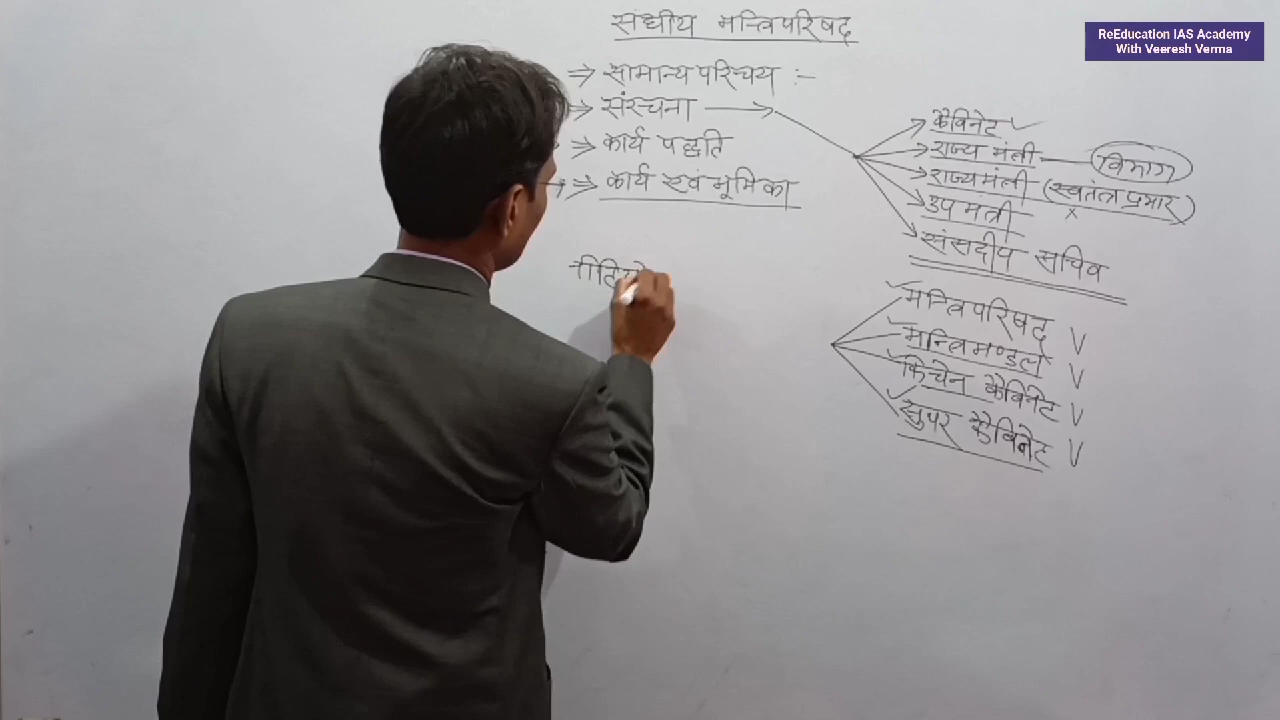 संघीय मन्त्रिपरिषद
ReEducation IAS Academy
With Veeresh Verma
⇒ सामान्य परिचय :-
⇒ संरचना →
⇒ कार्य पद्धति
⇒ कार्य एवं भूमिका
कैबिनेट ✓
राज्य मंत्री — विभाग
राज्यमंत्री (स्वतंत्र प्रभार)
x
उप मंत्री
संसदीय सचिव
मन्त्रिपरिषद
मन्त्रिमण्डल
किचेन कैबिनेट
सुपर कैबिनेट